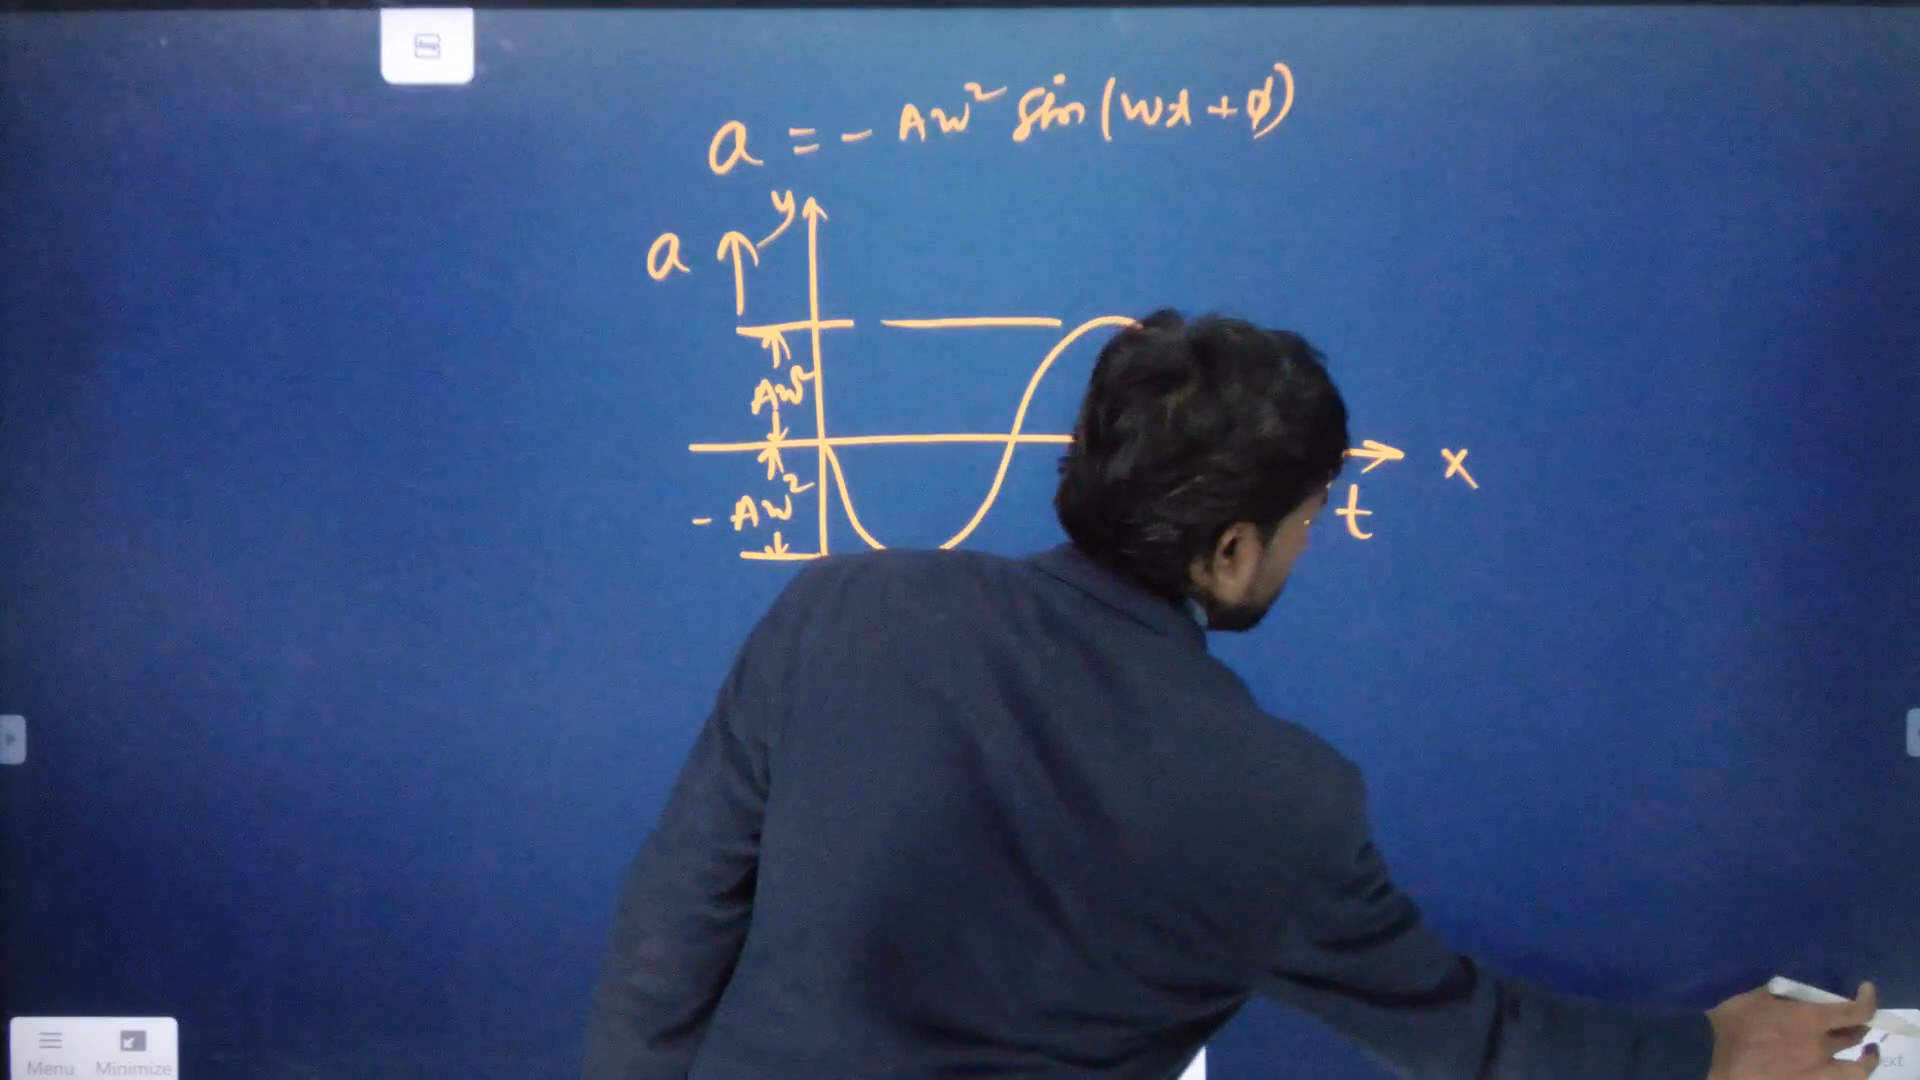 a = - Aw² sin(wt + ϕ)
y
a
Aw²
x
- Aw²
t
Menu Minimize